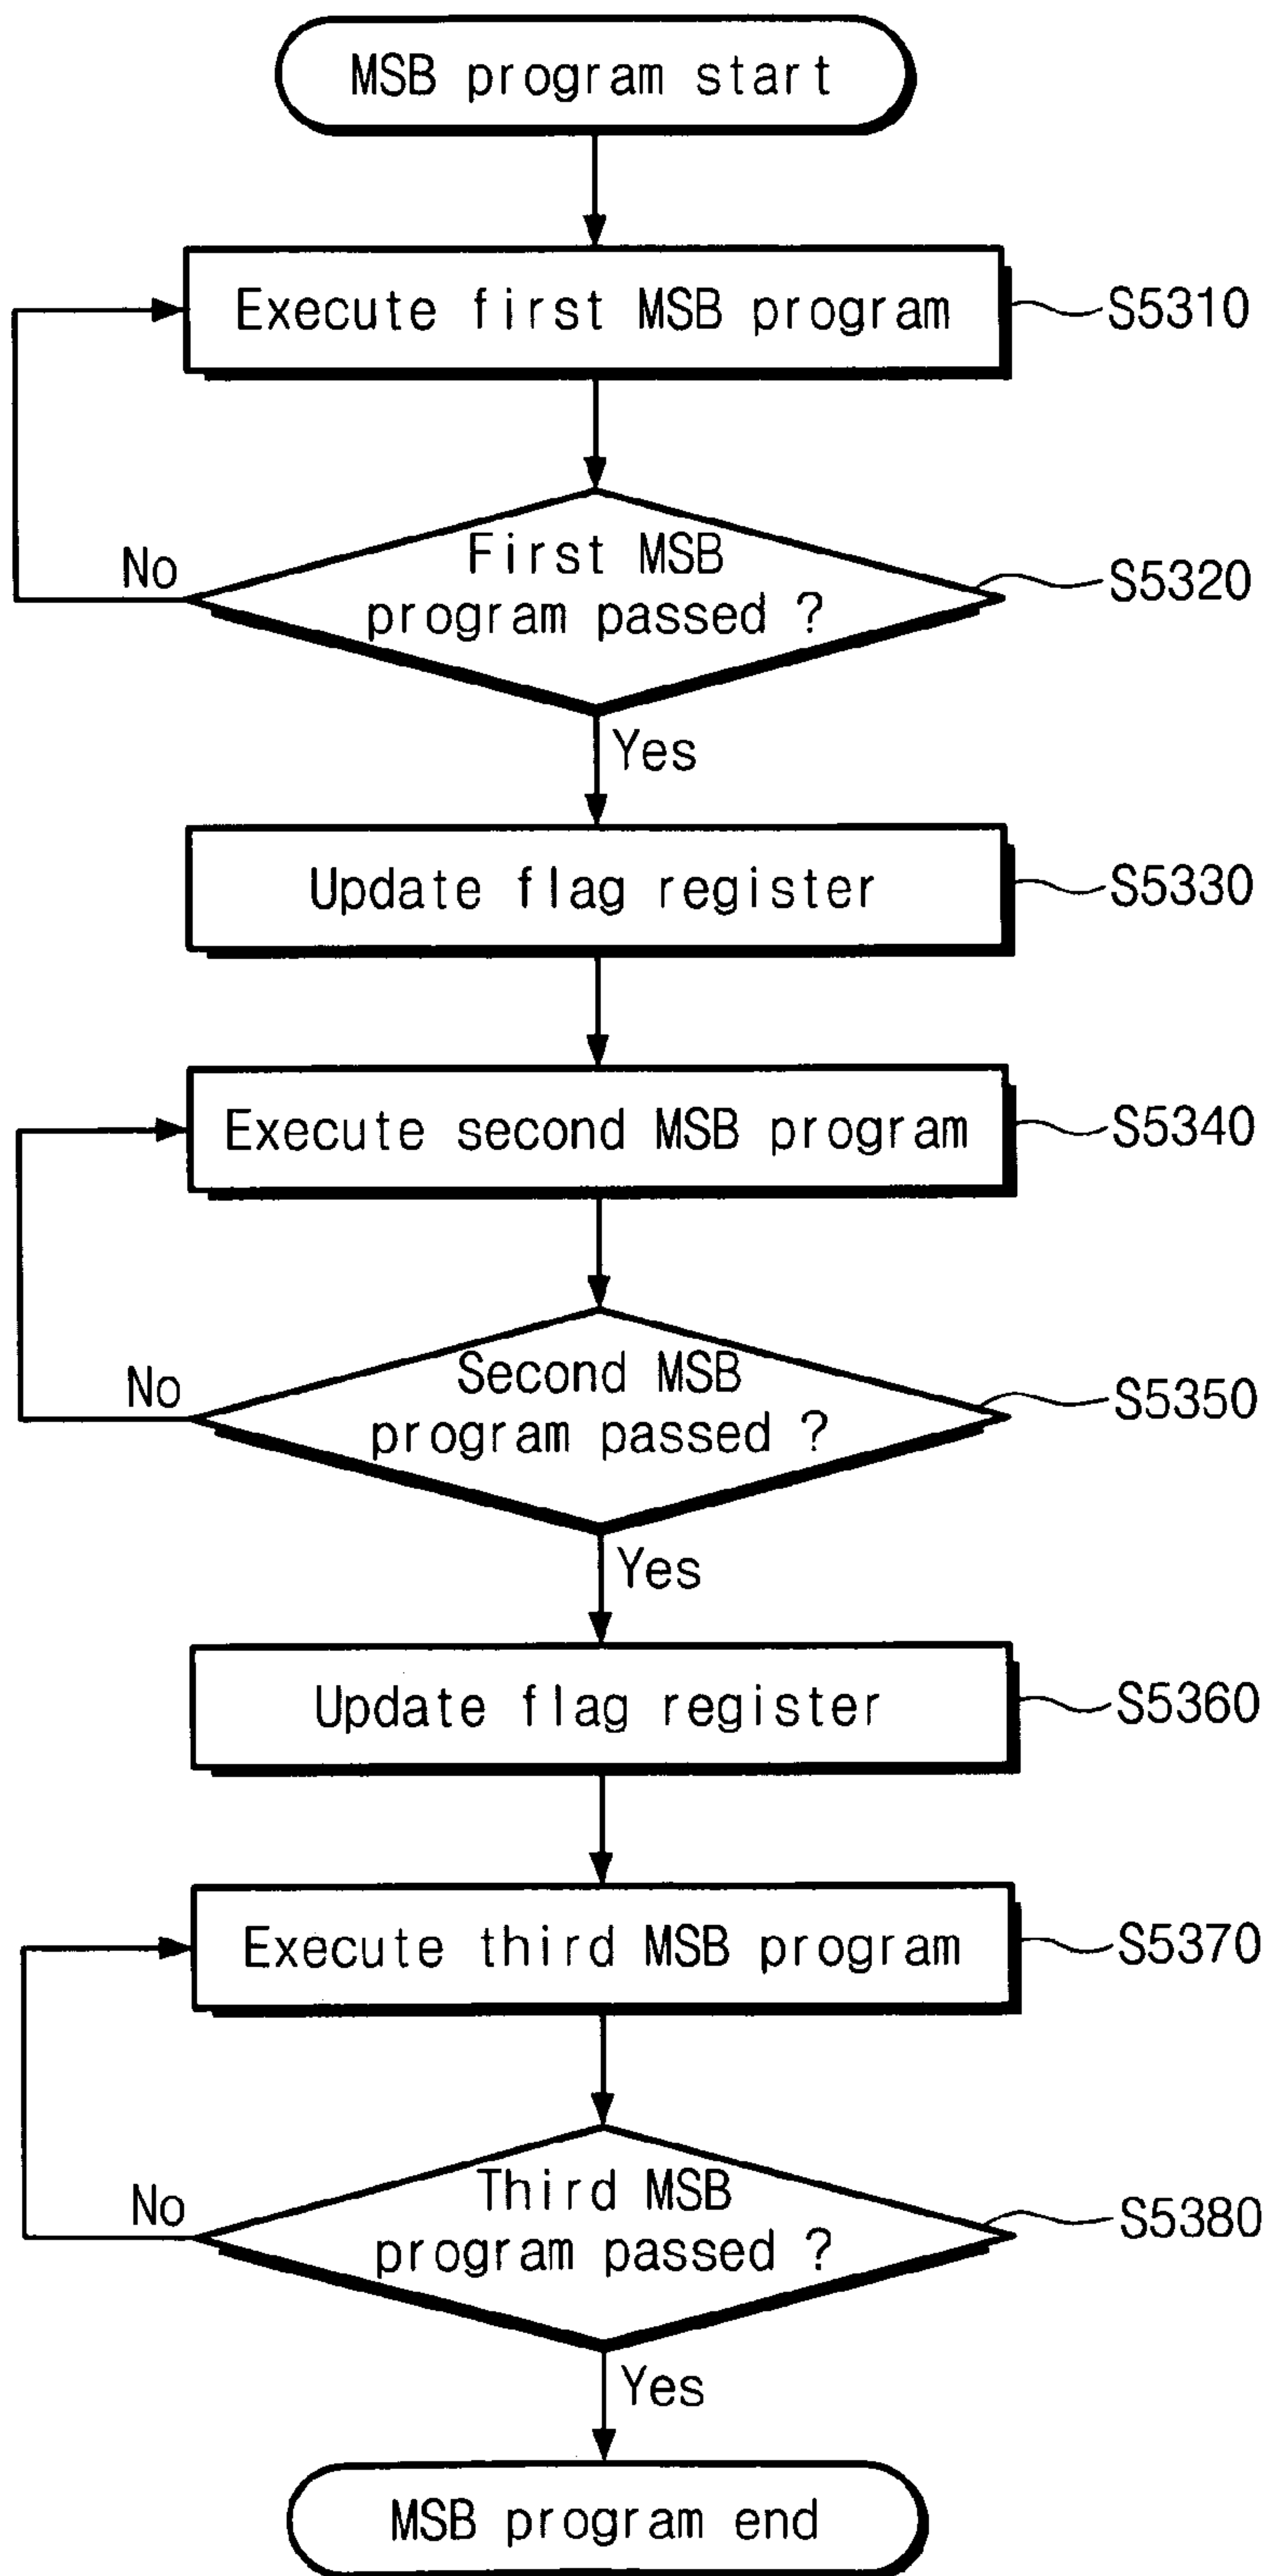 MSB program start
Execute first MSB program
S5310
First MSB
program passed ?
S5320
No
Yes
Update flag register
S5330
Execute second MSB program
S5340
Second MSB
program passed ?
S5350
No
Yes
Update flag register
S5360
Execute third MSB program
S5370
Third MSB
program passed ?
S5380
No
Yes
MSB program end